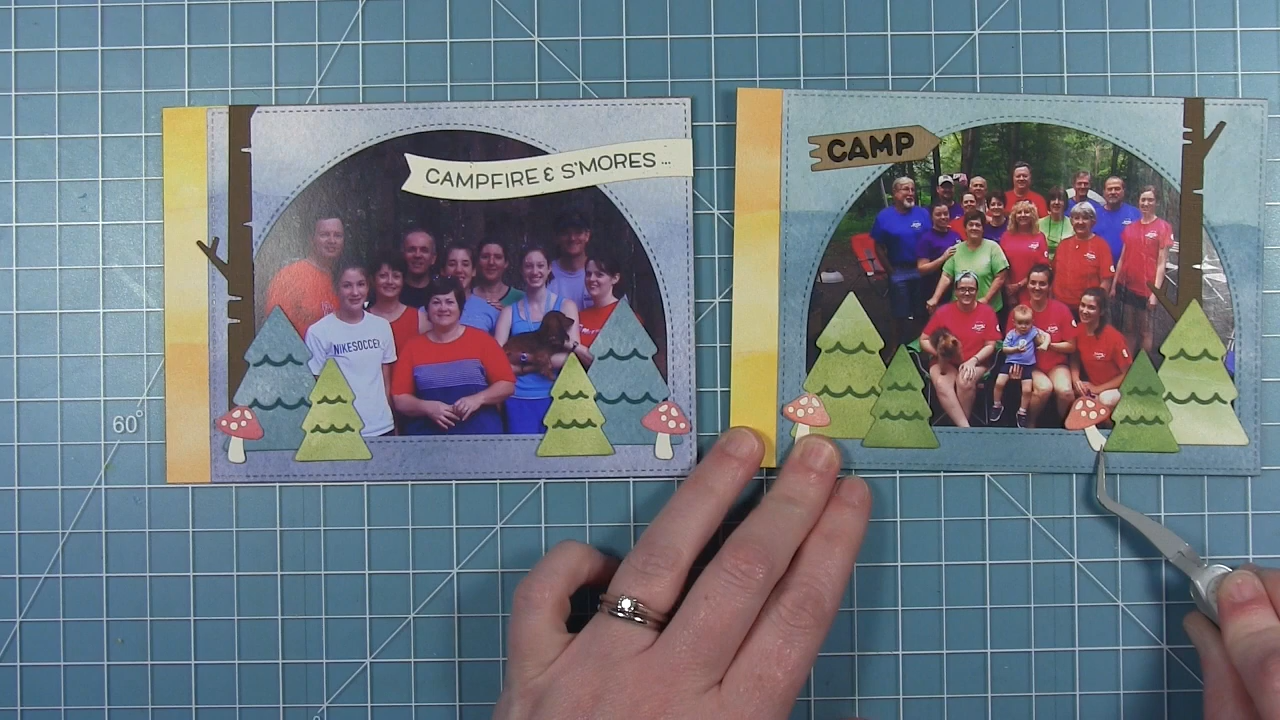 CAMPFIRE & S'MORES ...
CAMP
NIKESOCCER
60°